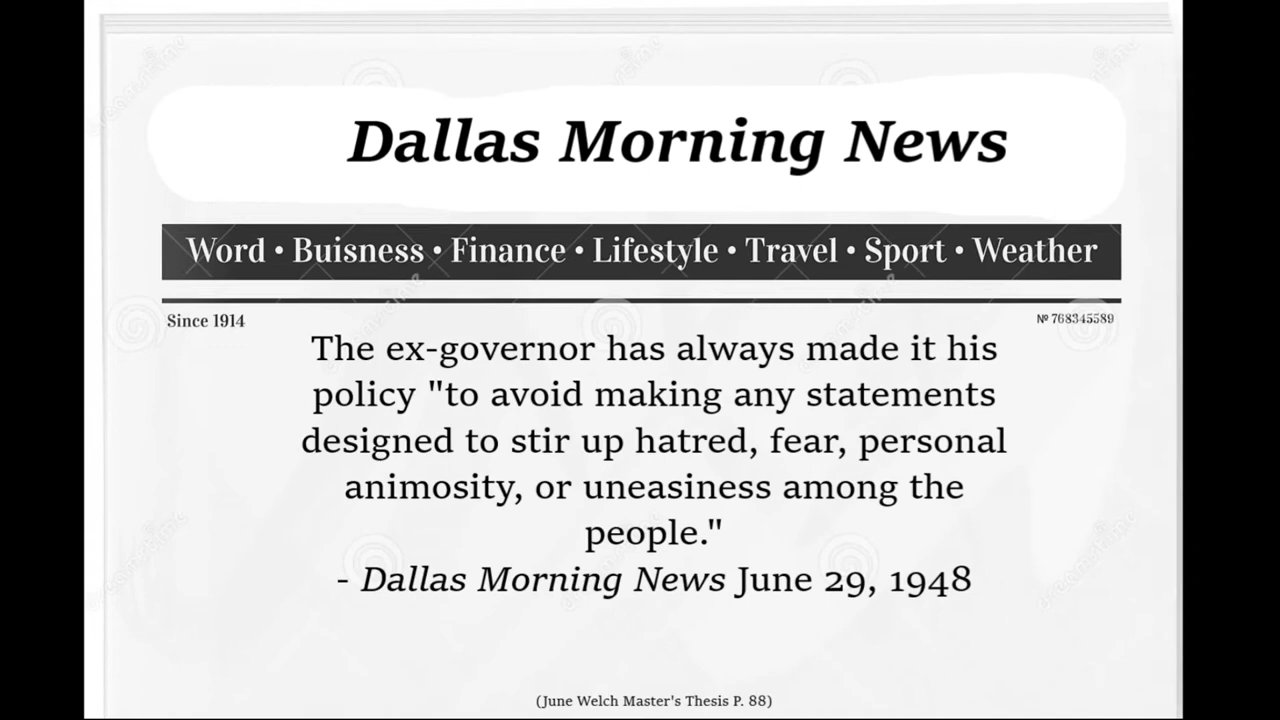 Dallas Morning News
Word • Buisness • Finance • Lifestyle • Travel • Sport • Weather
Since 1914
№ 768345589
The ex-governor has always made it his
policy "to avoid making any statements
designed to stir up hatred, fear, personal
animosity, or uneasiness among the
people."
- Dallas Morning News June 29, 1948
(June Welch Master's Thesis P. 88)